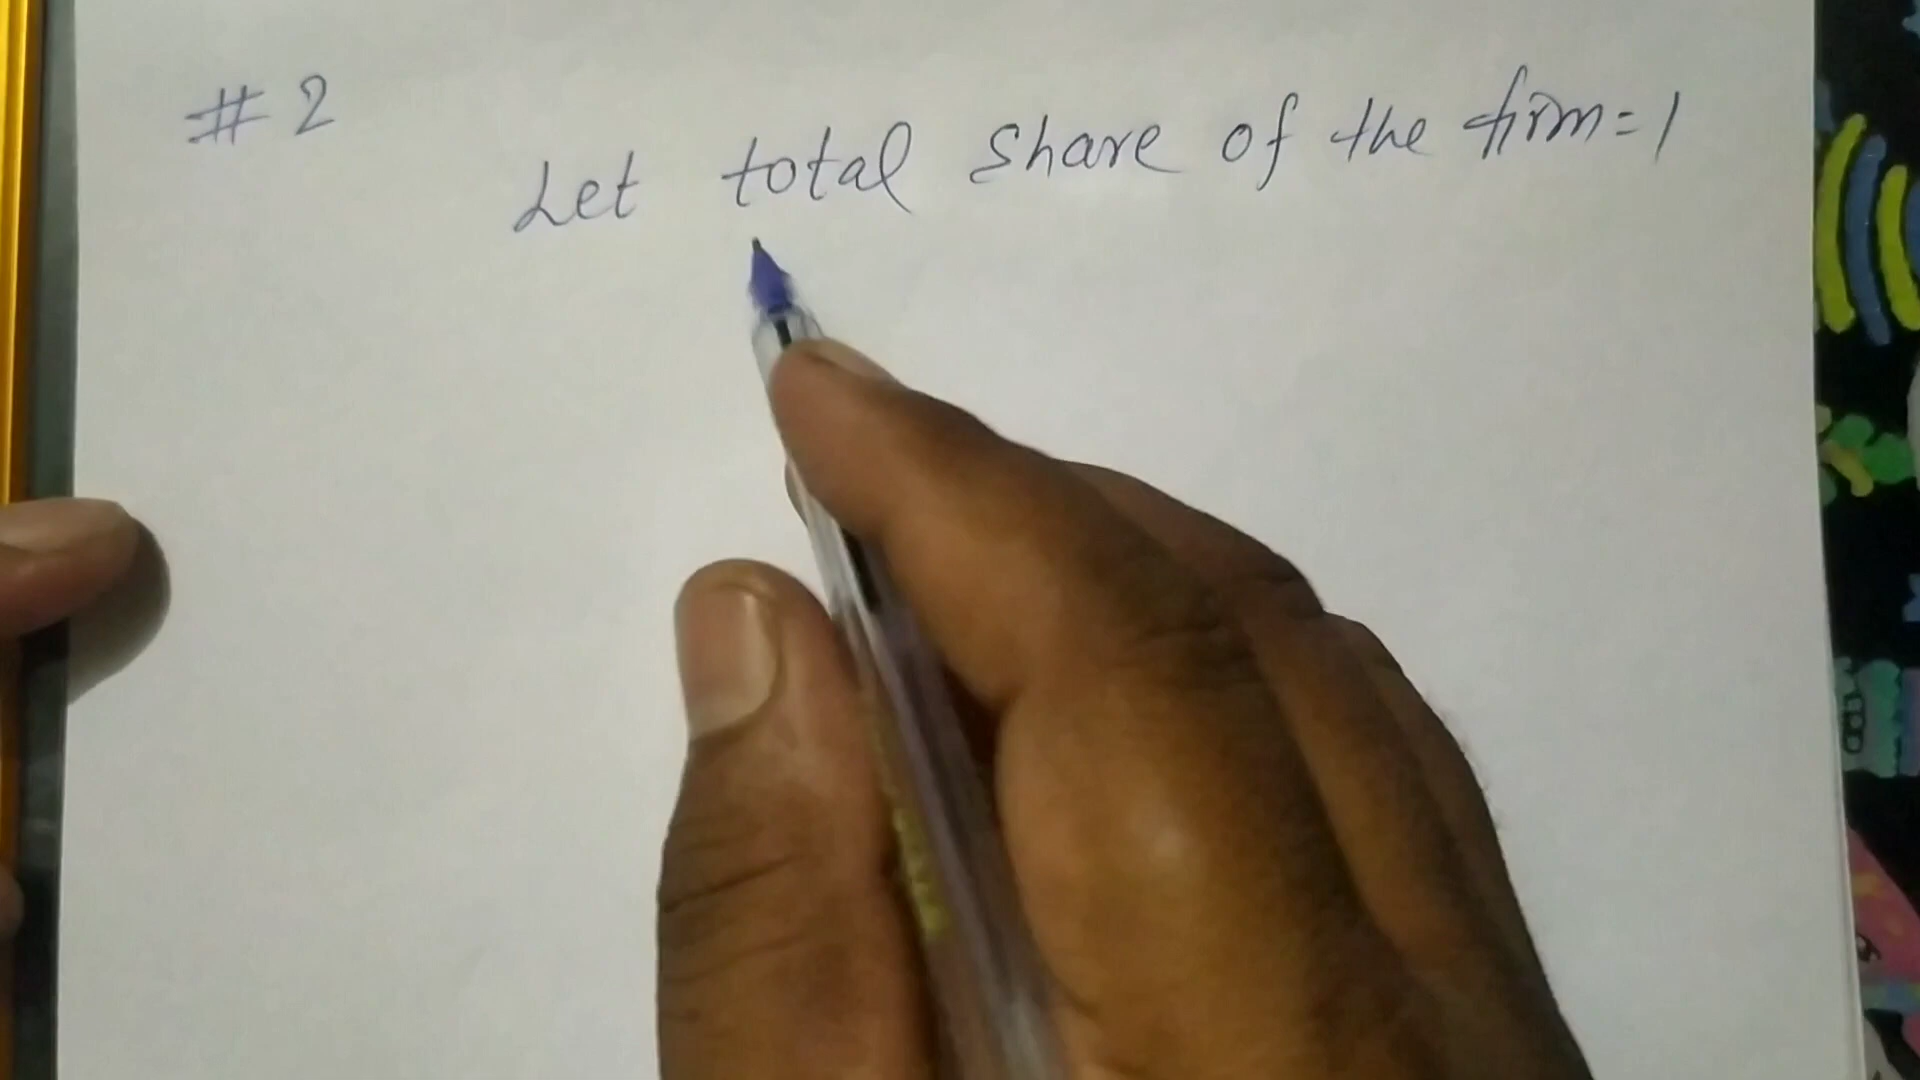 #2
Let total share of the firm=1